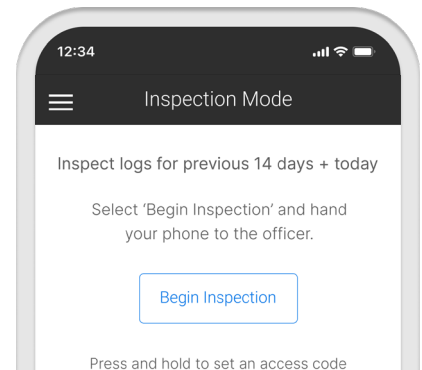 12:34
Inspection Mode
Inspect logs for previous 14 days + today
Select ‘Begin Inspection’ and hand
your phone to the officer.
Begin Inspection
Press and hold to set an access code